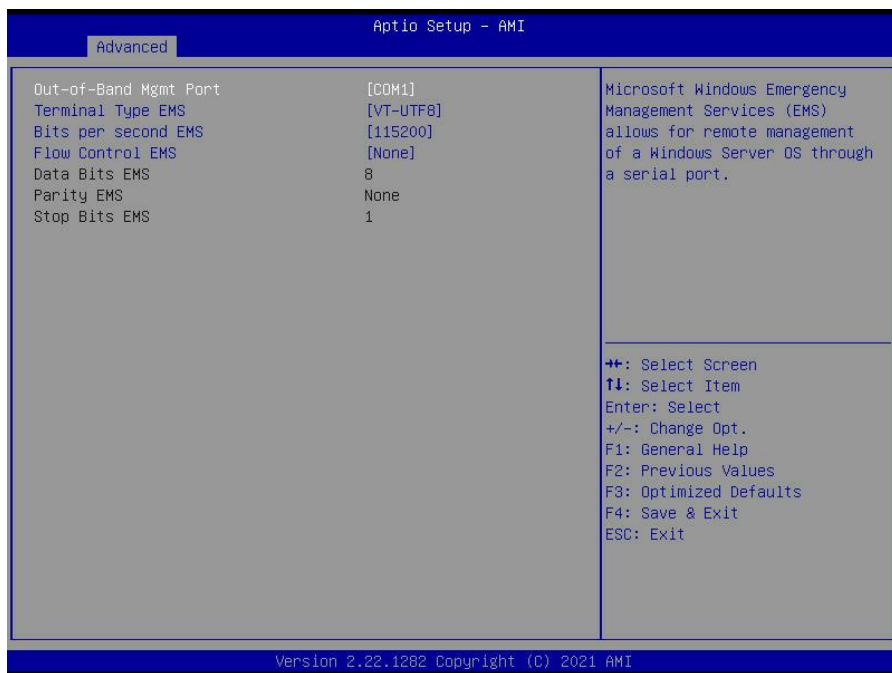 Aptio Setup – AMI
Advanced
Out-of-Band Mgmt Port [COM1]
Terminal Type EMS [VT-UTF8]
Bits per second EMS [115200]
Flow Control EMS [None]
Data Bits EMS 8
Parity EMS None
Stop Bits EMS 1
Microsoft Windows Emergency
Management Services (EMS)
allows for remote management
of a Windows Server OS through
a serial port.
→←: Select Screen
↑↓: Select Item
Enter: Select
+/-: Change Opt.
F1: General Help
F2: Previous Values
F3: Optimized Defaults
F4: Save & Exit
ESC: Exit
Version 2.22.1282 Copyright (C) 2021 AMI